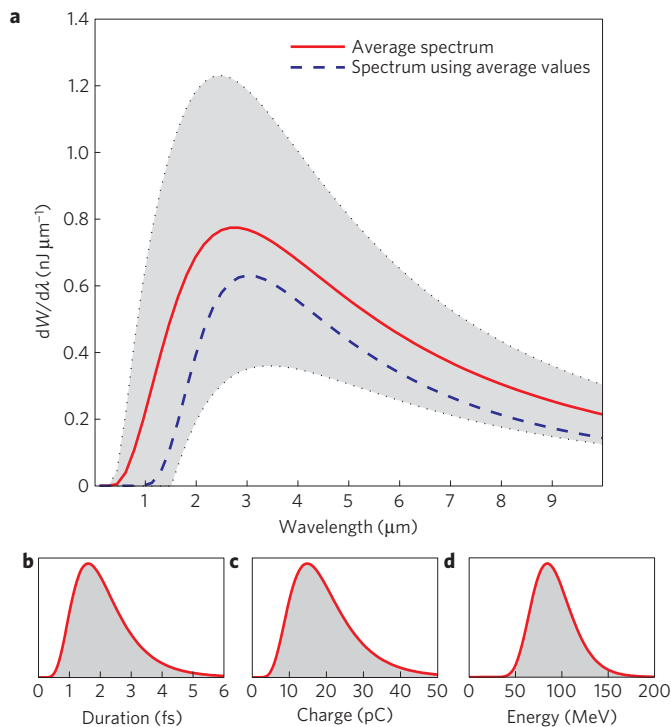 a
1.4
1.2
1.0
0.8
0.6
0.4
0.2
0
dW/dλ (nJ μm⁻¹)
Average spectrum
Spectrum using average values
1 2 3 4 5 6 7 8 9
Wavelength (μm)
b
0 1 2 3 4 5 6
Duration (fs)
c
0 10 20 30 40 50
Charge (pC)
d
0 50 100 150 200
Energy (MeV)